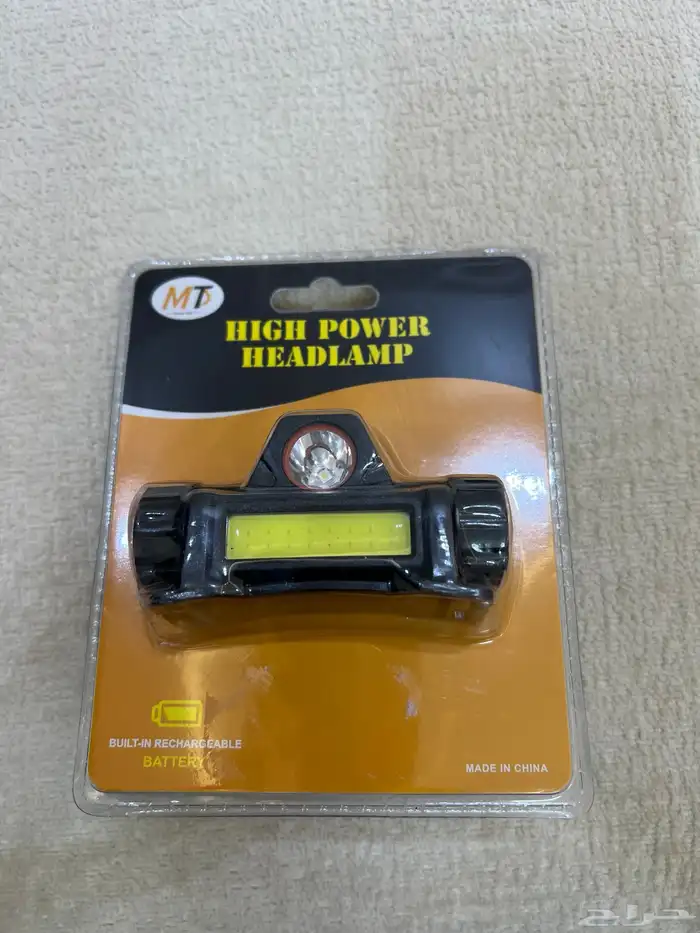 MT
HIGH POWER
HEADLAMP
BUILT-IN RECHARGEABLE
BATTERY
MADE IN CHINA
حراج